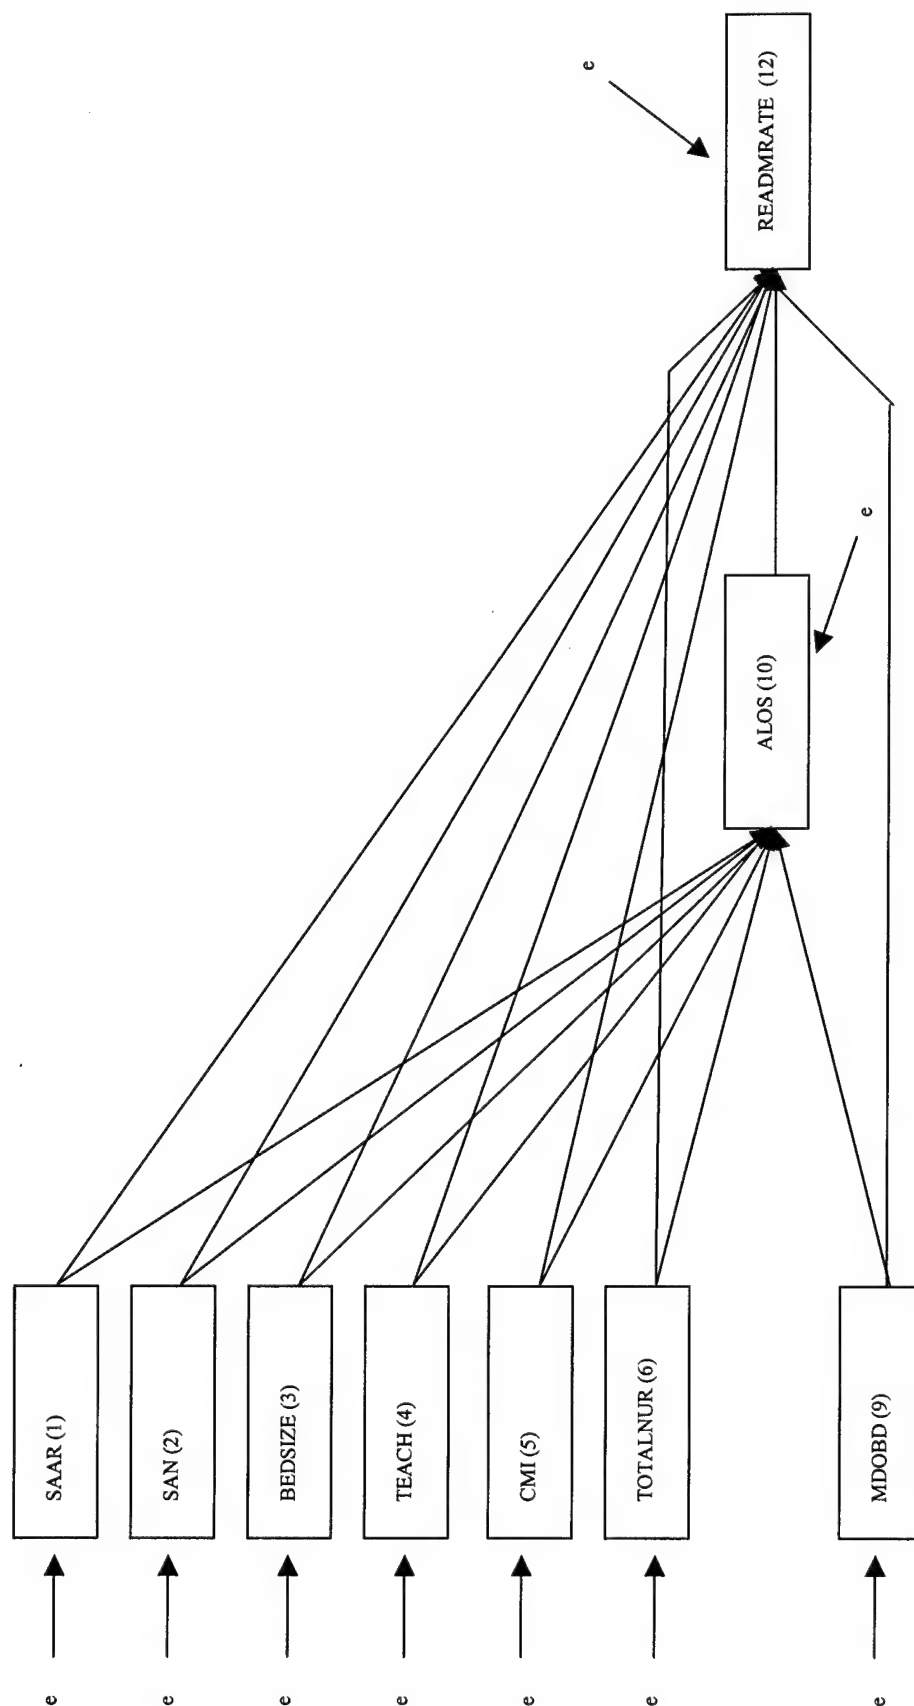 e
SAAR (1)
e
SAN (2)
e
BEDSIZE (3)
e
TEACH (4)
e
CMI (5)
e
TOTALNUR (6)
e
MDOBD (9)
ALOS (10)
e
READMRATE (12)
e